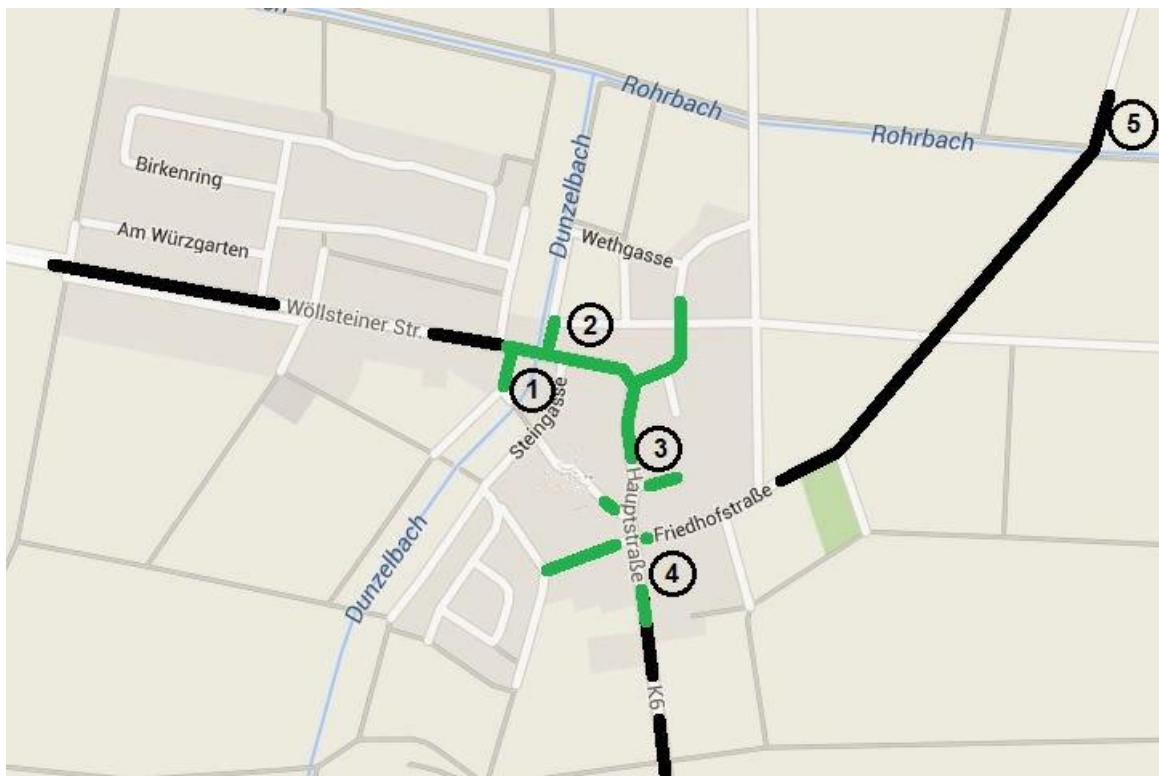 Rohrbach
Rohrbach
5
Birkenring
Dunzelbach
Am Würzgarten
Wethgasse
Wöllsteiner Str.
2
1
Steingasse
3
Hauptstraße
Friedhofstraße
Dunzelbach
4
K6